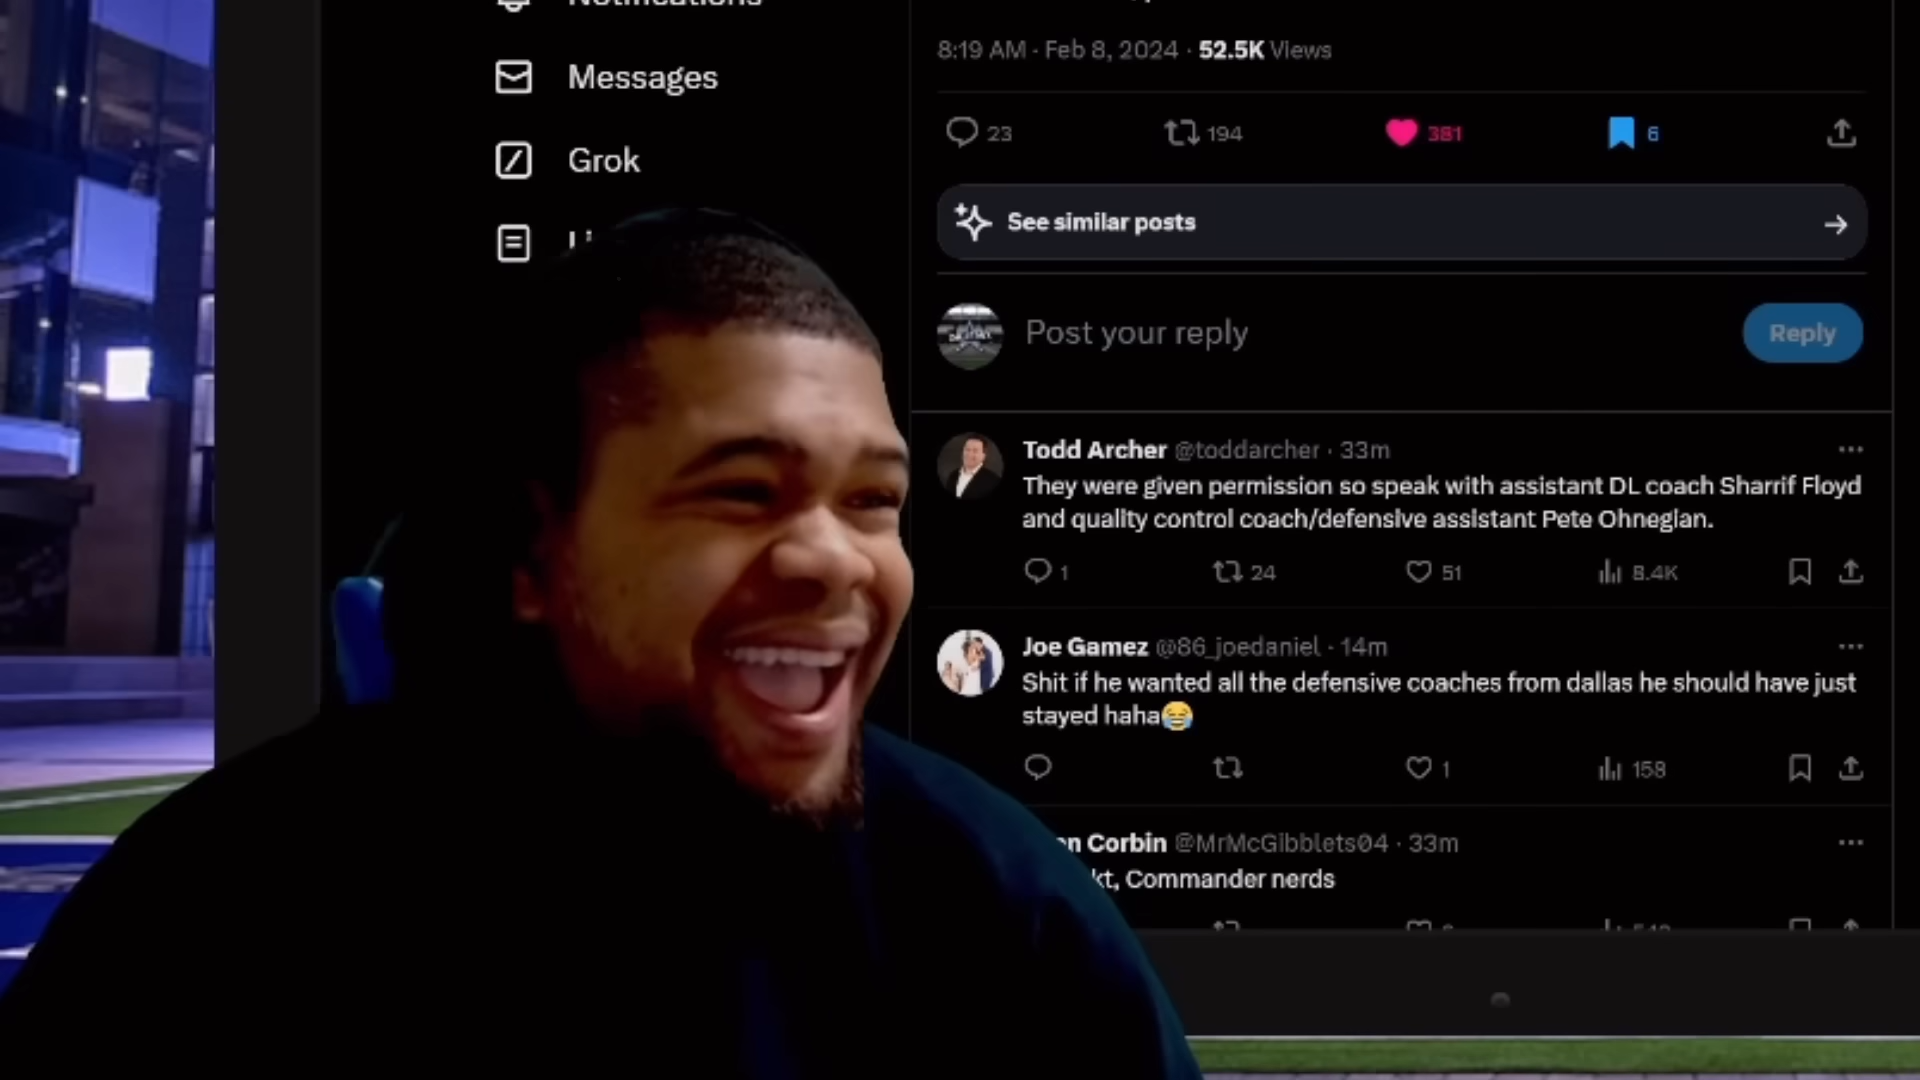 Notifications
Messages
Grok
8:19 AM · Feb 8, 2024 · 52.5K Views
23 194 381 6
See similar posts
Post your reply
Reply
Todd Archer @toddarcher · 33m
They were given permission so speak with assistant DL coach Sharrif Floyd
and quality control coach/defensive assistant Pete Ohnegian.
1 24 51 8.4K
Joe Gamez @86_joedaniel · 14m
Shit if he wanted all the defensive coaches from dallas he should have just
stayed haha😂
1 158
Corbin @MrMcGibblets04 · 33m
Commander nerds